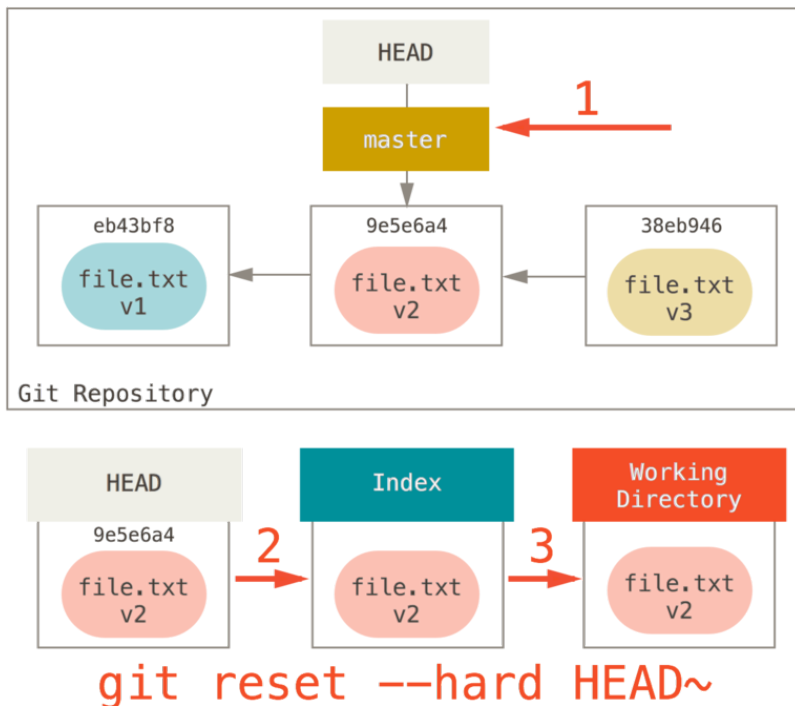 HEAD
1
master
eb43bf8
9e5e6a4
38eb946
file.txt
v1
file.txt
v2
file.txt
v3
Git Repository
HEAD
Index
Working
Directory
9e5e6a4
2
3
file.txt
v2
file.txt
v2
file.txt
v2
git reset --hard HEAD~